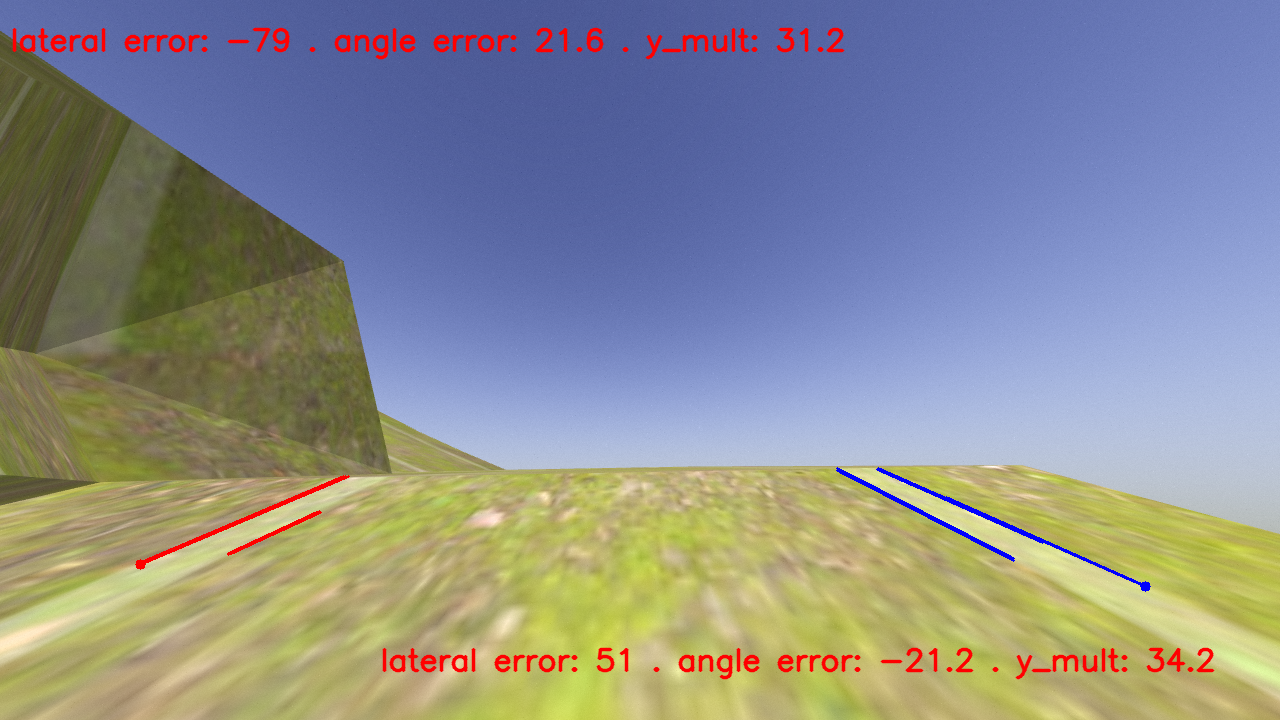 lateral error: -79 . angle error: 21.6 . y_mult: 31.2
lateral error: 51 . angle error: -21.2 . y_mult: 34.2